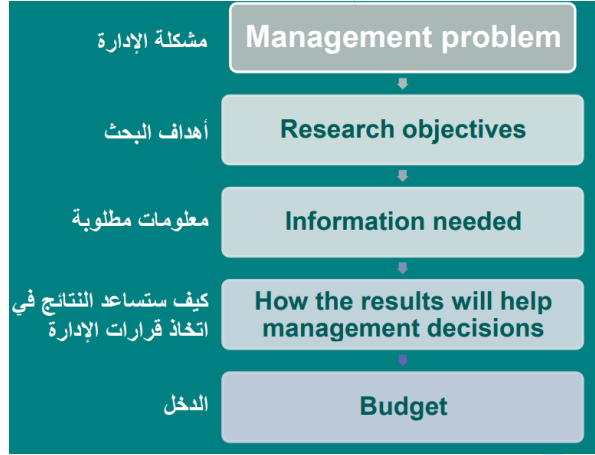 مشكلة الإدارة
Management problem
أهداف البحث
Research objectives
معلومات مطلوبة
Information needed
كيف ستساعد النتائج في
اتخاذ قرارات الإدارة
How the results will help
management decisions
الدخل
Budget